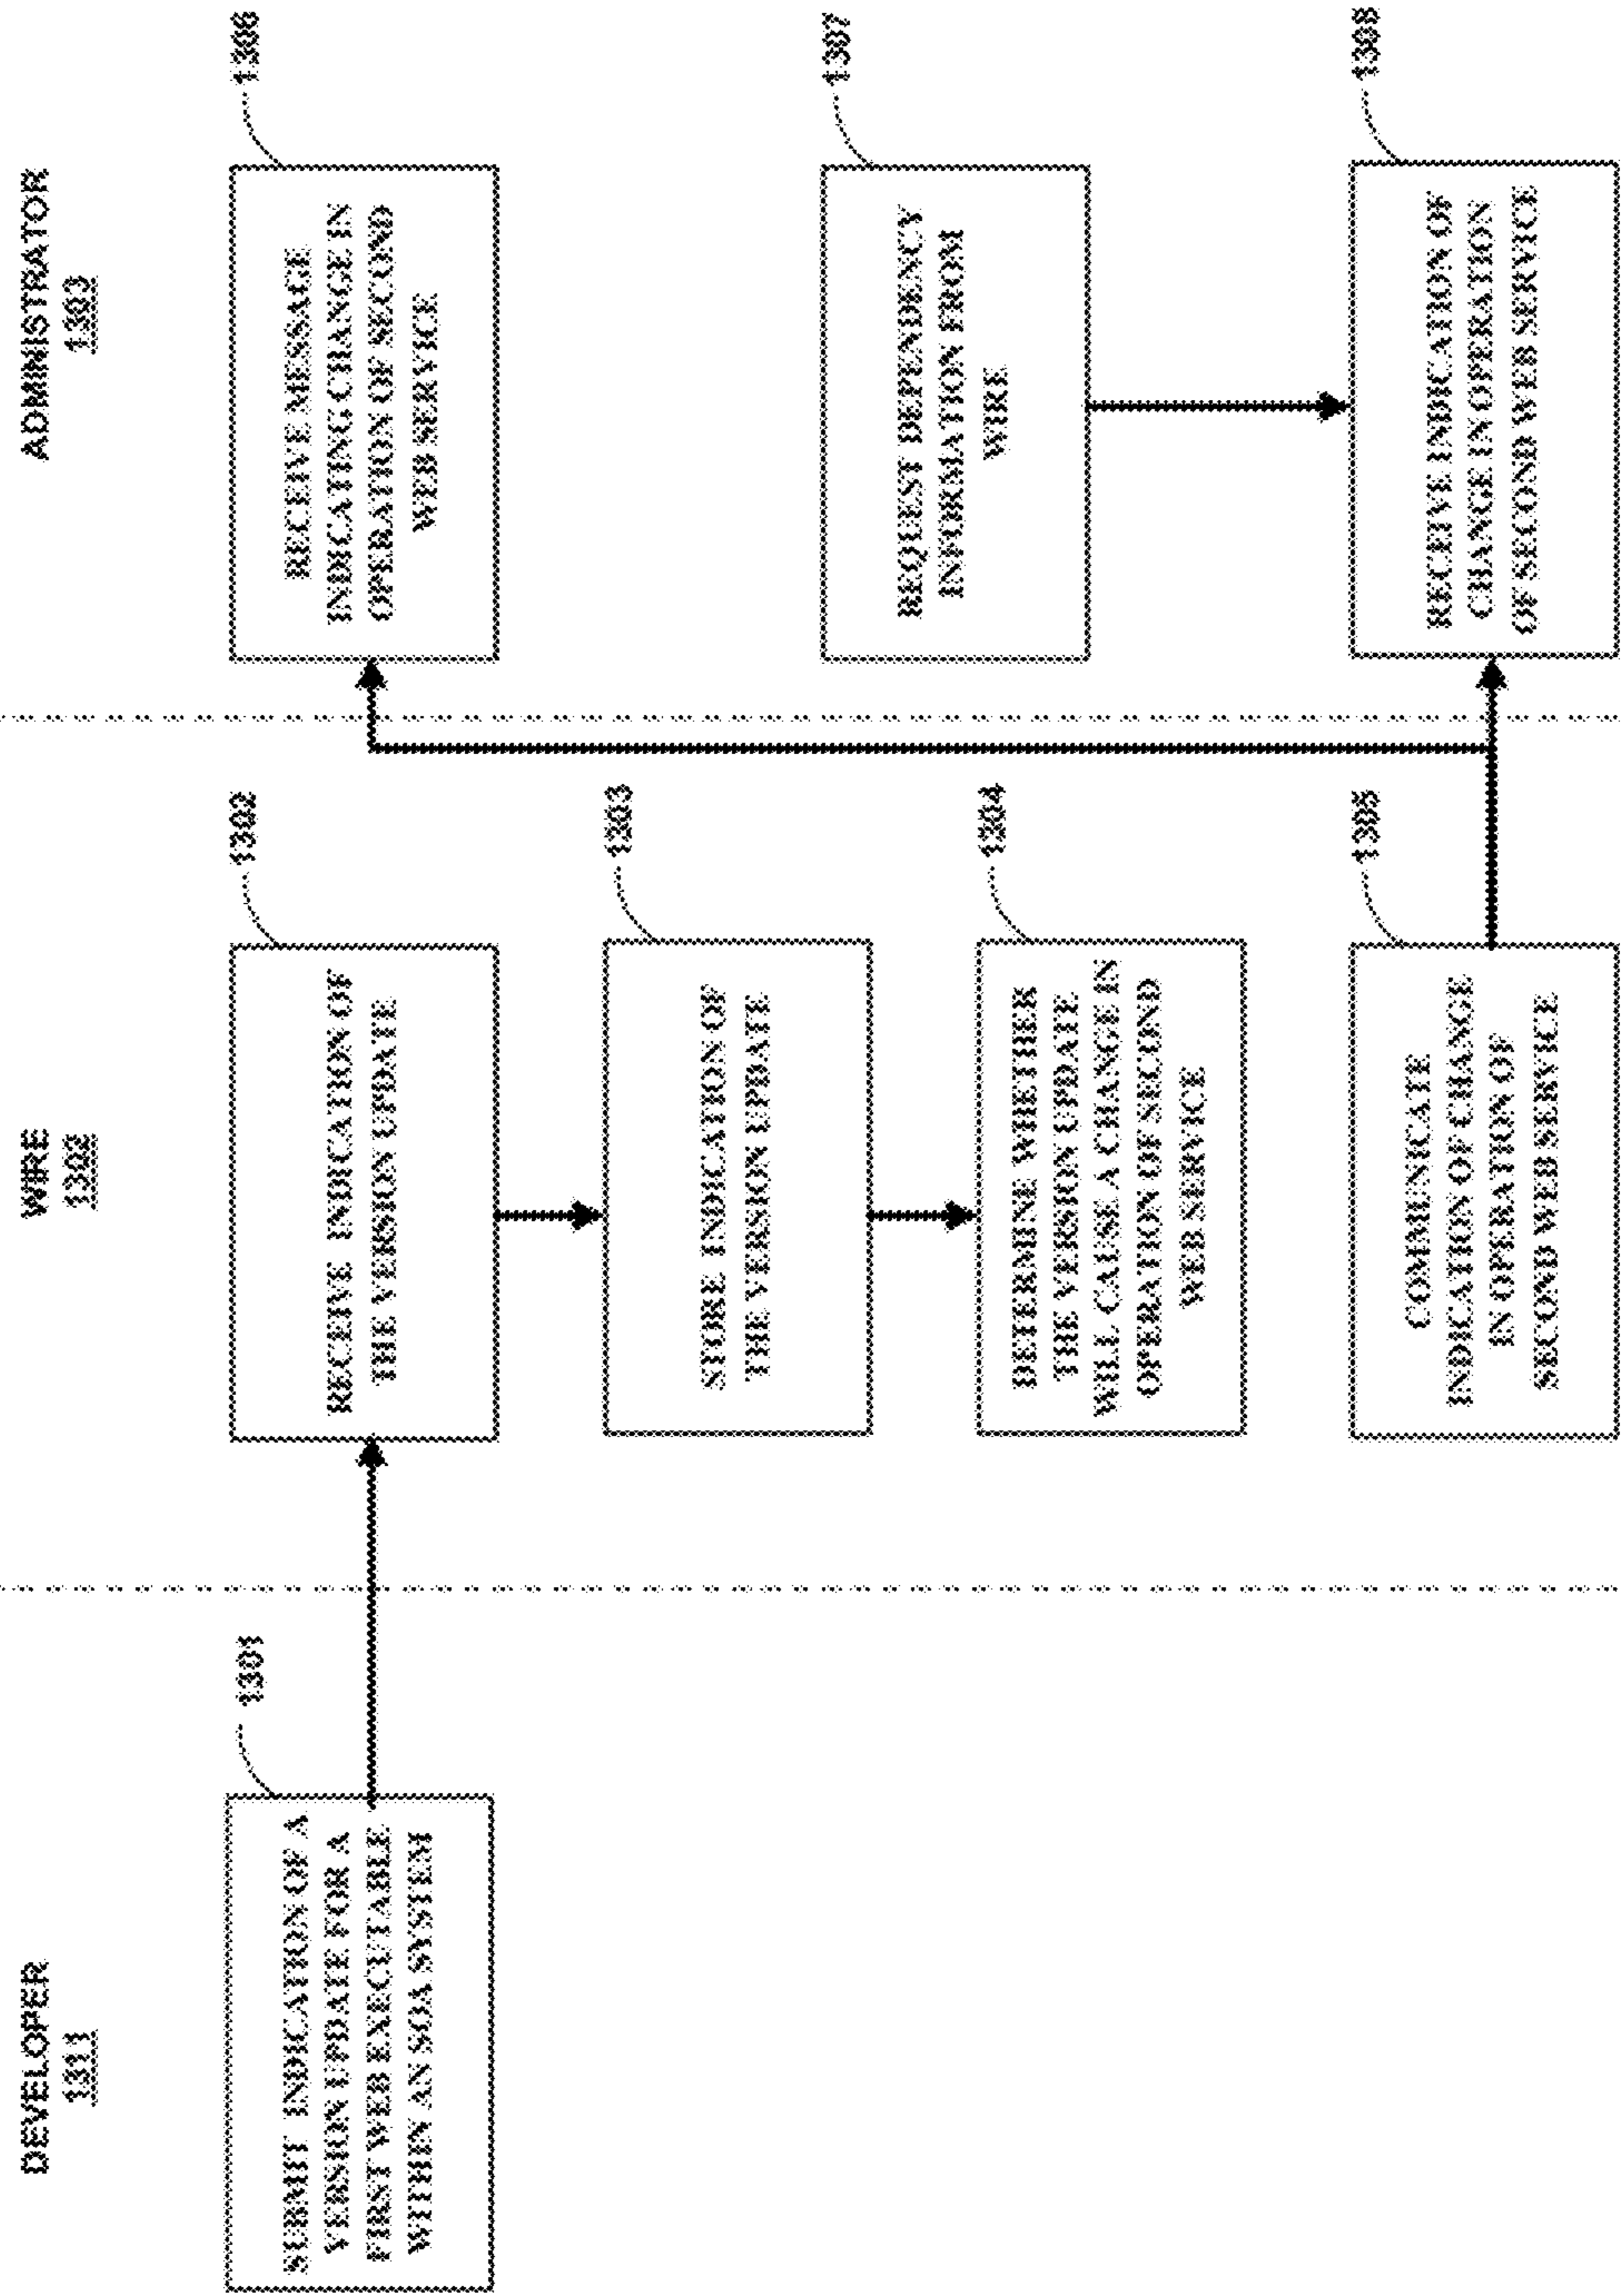 DEVELOPER
1311
WIRE
1302
ADMINISTRATOR
1303
1301
SUBMIT INDICATION OF A
VERSION UPDATE FOR A
FIRST WEB EXECUTABLE
WITHIN AN SOA SYSTEM
1302
RECEIVE INDICATION OF
THE VERSION UPDATE
1303
STORE INDICATION OF
THE VERSION UPDATE
1304
DETERMINE WHETHER
THE VERSION UPDATE
WILL CAUSE A CHANGE IN
OPERATION OF SECOND
WEB SERVICE
1305
COMMUNICATE
INDICATION OF CHANGE
IN OPERATION OF
SECOND WEB SERVICE
1306
RECEIVE MESSAGE
INDICATING CHANGE IN
OPERATION OF SECOND
WEB SERVICE
1307
REQUEST DEPENDENCY
INFORMATION FROM
WIRE
1308
RECEIVE INDICATION OF
CHANGE IN OPERATION
OF SECOND WEB SERVICE